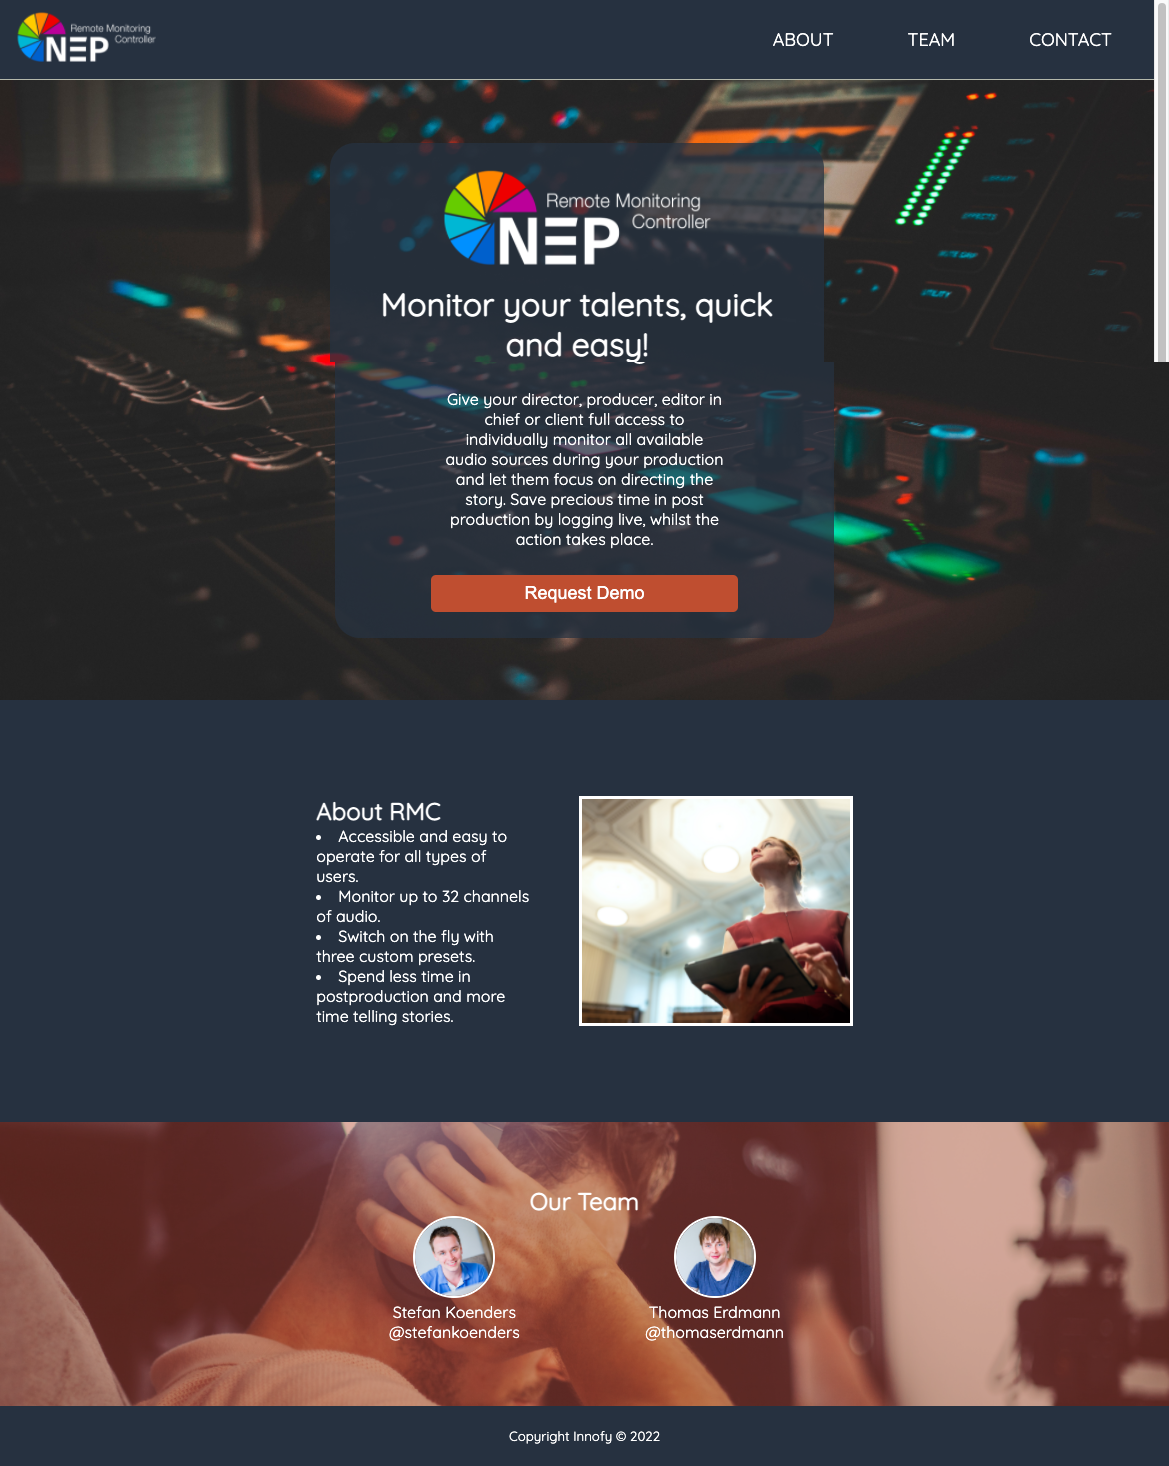 Remote Monitoring
Controller
NEP
ABOUT TEAM CONTACT
Remote Monitoring
Controller
NEP
Monitor your talents, quick
and easy!
Give your director, producer, editor in
chief or client full access to
individually monitor all available
audio sources during your production
and let them focus on directing the
story. Save precious time in post
production by logging live, whilst the
action takes place.
Request Demo
About RMC
• Accessible and easy to
operate for all types of
users.
• Monitor up to 32 channels
of audio.
• Switch on the fly with
three custom presets.
• Spend less time in
postproduction and more
time telling stories.
Our Team
Stefan Koenders
@stefankoenders
Thomas Erdmann
@thomaserdmann
Copyright Innofy © 2022